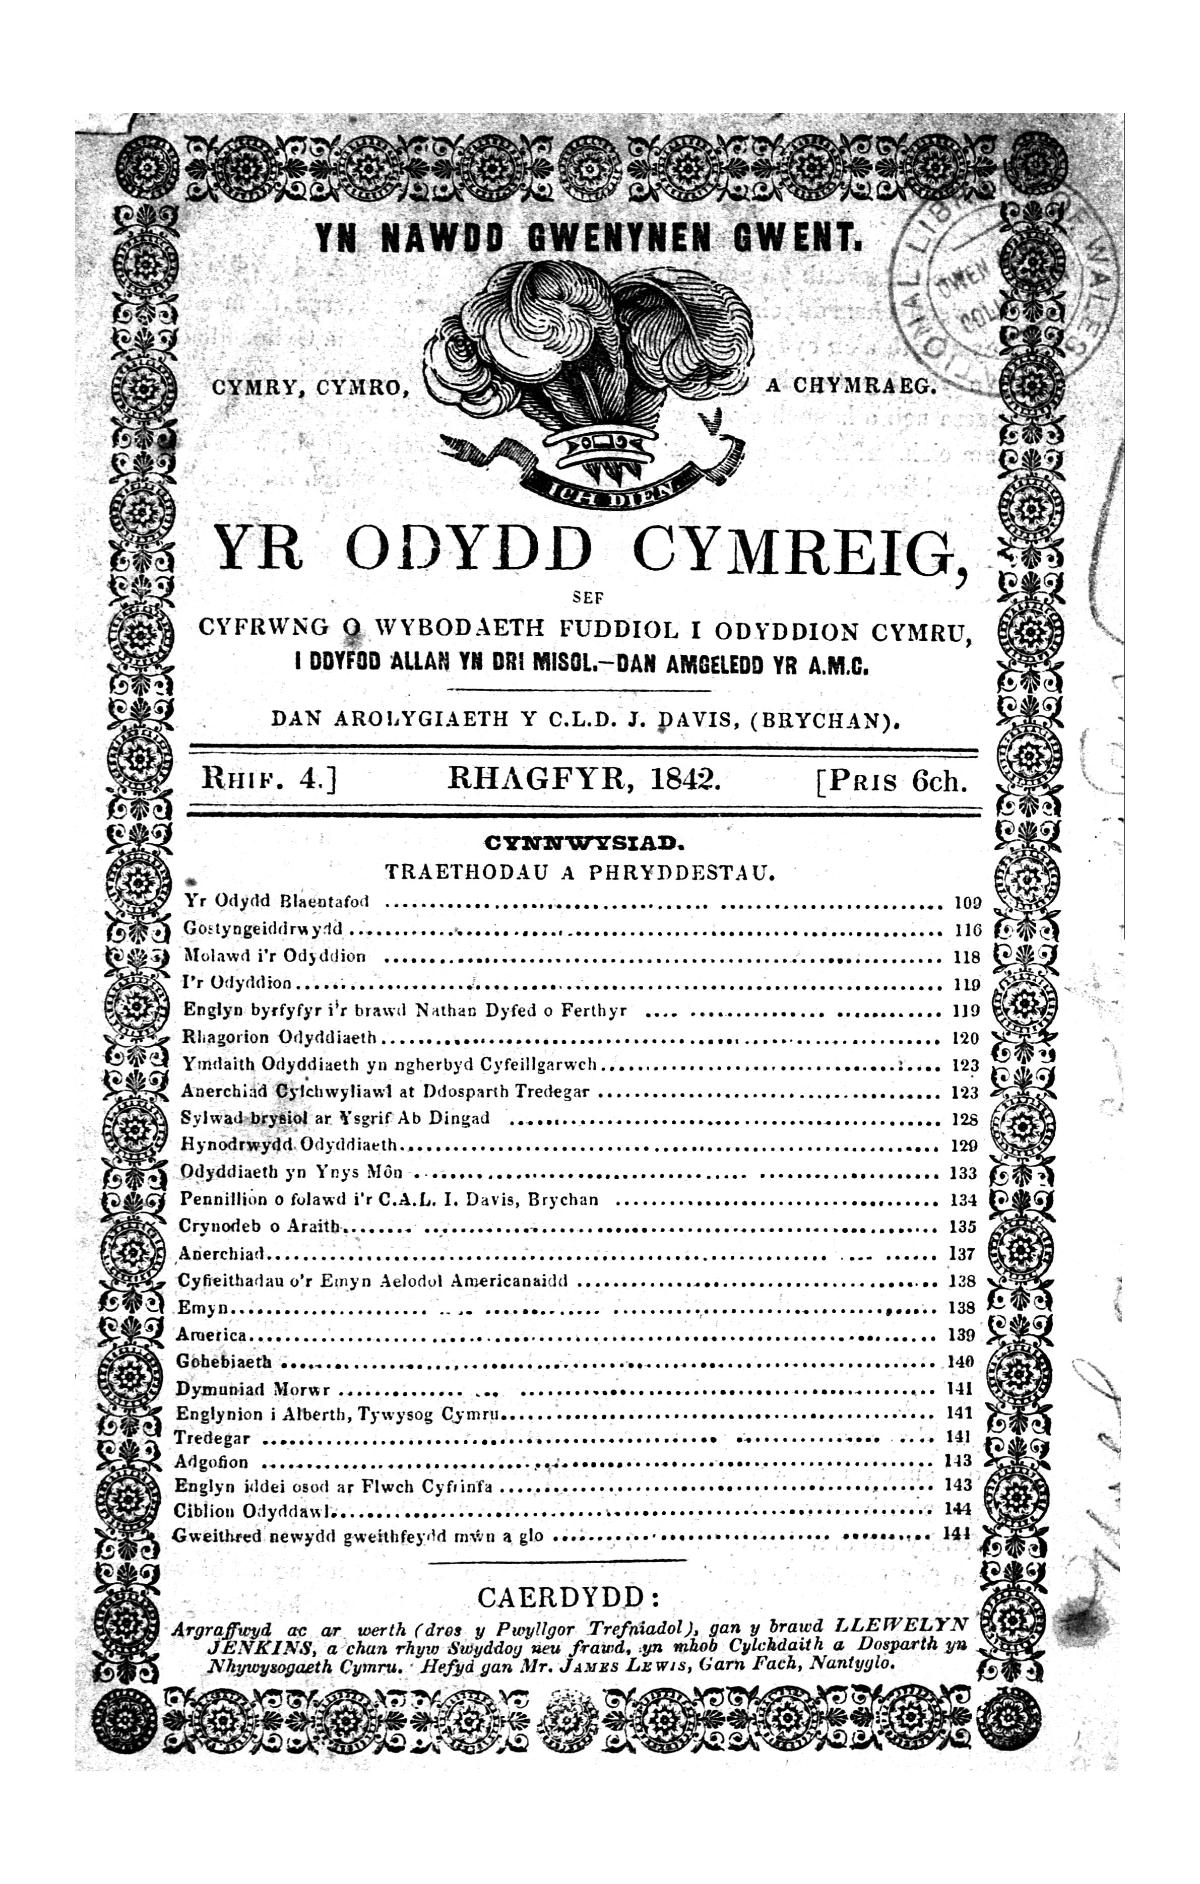 YN NAWDD GWENYNEN GWENT.
CYMRY, CYMRO,
A CHYMRAEG.
ICH DIEN
YR ODYDD CYMREIG,
SEF
CYFRWNG O WYBODAETH FUDDIOL I ODYDDION CYMRU,
I DDYFOD ALLAN YN DRI MISOL.—DAN AMGELEDD YR A.M.C.
DAN AROLYGIAETH Y C.L.D. J. DAVIS, (BRYCHAN).
RHIF. 4.] RHAGFYR, 1842. [PRIS 6ch.
CYNNWYSIAD.
TRAETHODAU A PHRYDDESTAU.
Yr Odydd Blaentafod ........ 109
Gostyngeiddrwydd ........ 116
Molawd i'r Odyddion ........ 118
I'r Odyddion ........ 119
Englyn byrfyfyr i'r brawd Nathan Dyfed o Ferthyr ........ 119
Rhagorion Odyddiaeth ........ 120
Ymdaith Odyddiaeth yn ngherbyd Cyfeillgarwch ........ 123
Anerchiad Cylchwyliawl at Ddosparth Tredegar ........ 123
Sylwad brysiol ar Ysgrif Ab Dingad ........ 128
Hynodrwydd Odyddiaeth ........ 129
Odyddiaeth yn Ynys Môn ........ 133
Pennillion o folawd i'r C.A.L. I. Davis, Brychan ........ 134
Crynodeb o Araith ........ 135
Anerchiad ........ 137
Cyfieithadau o'r Emyn Aelodol Americanaidd ........ 138
Emyn ........ 138
America ........ 139
Gohebiaeth ........ 140
Dymuniad Morwr ........ 141
Englynion i Alberth, Tywysog Cymru ........ 141
Tredegar ........ 141
Adgofion ........ 143
Englyn iddei osod ar Flwch Cyfrinfa ........ 143
Ciblion Odyddawl ........ 144
Gweithred newydd gweithfeydd mwn a glo ........ 144
CAERDYDD:
Argraffwyd ac ar werth (dros y Pwyllgor Trefniadol), gan y brawd LLEWELYN
JENKINS, a chan rhyw Swyddoy neu frawd, yn mhob Cylchdaith a Dosparth yn
Nhywysogaeth Cymru. Hefyd gan Mr. JAMES LEWIS, Garn Fach, Nantyglo.
NATIONAL LIBRARY OF WALES
OWEN